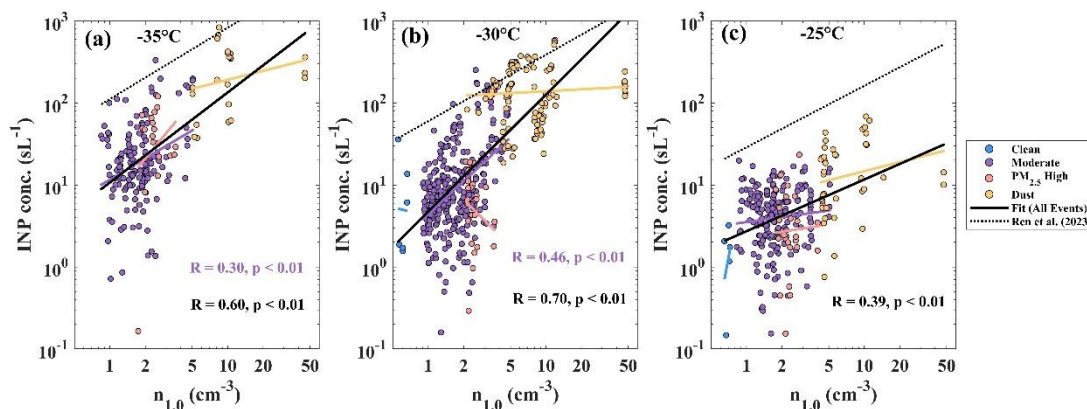 (a)
-35°C
10³
10²
10¹
10⁰
10⁻¹
INP conc. (sL⁻¹)
R = 0.30, p < 0.01
R = 0.60, p < 0.01
1 2 5 10 20 50
n₁.₀ (cm⁻³)
(b)
-30°C
10³
10²
10¹
10⁰
10⁻¹
INP conc. (sL⁻¹)
R = 0.46, p < 0.01
R = 0.70, p < 0.01
1 2 5 10 20 50
n₁.₀ (cm⁻³)
(c)
-25°C
10³
10²
10¹
10⁰
10⁻¹
INP conc. (sL⁻¹)
R = 0.39, p < 0.01
1 2 5 10 20 50
n₁.₀ (cm⁻³)
Clean
Moderate
PM₂.₅ High
Dust
Fit (All Events)
Ren et al. (2023